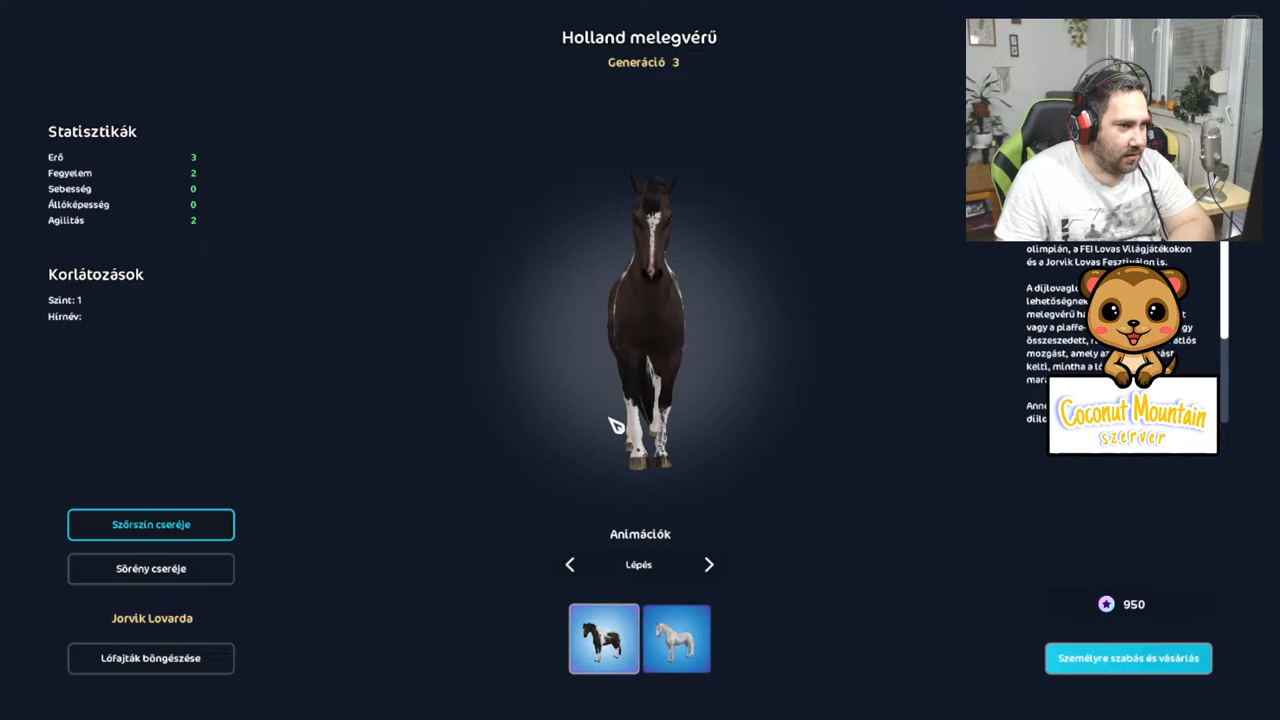 Holland melegvérű
Generáció 3
Statisztikák
Erő 3
Fegyelem 2
Sebesség 0
Állóképesség 0
Agilitás 2
Korlátozások
Szint: 1
Hírnév:
olimpián, a FEI Lovas Világjátékokon
és a Jorvik Lovas Fesztiválon is.
A díjlovagl
lehetőségnek
melegvérű
vagy a piaffe-
összeszedett,
mozgást, amely
kelti, mintha a
Coconut Mountain
szerver
Szőrszín cseréje
Sörény cseréje
Jorvik Lovarda
Lófajták böngészése
Animációk
Lépés
950
Személyre szabás és vásárlás